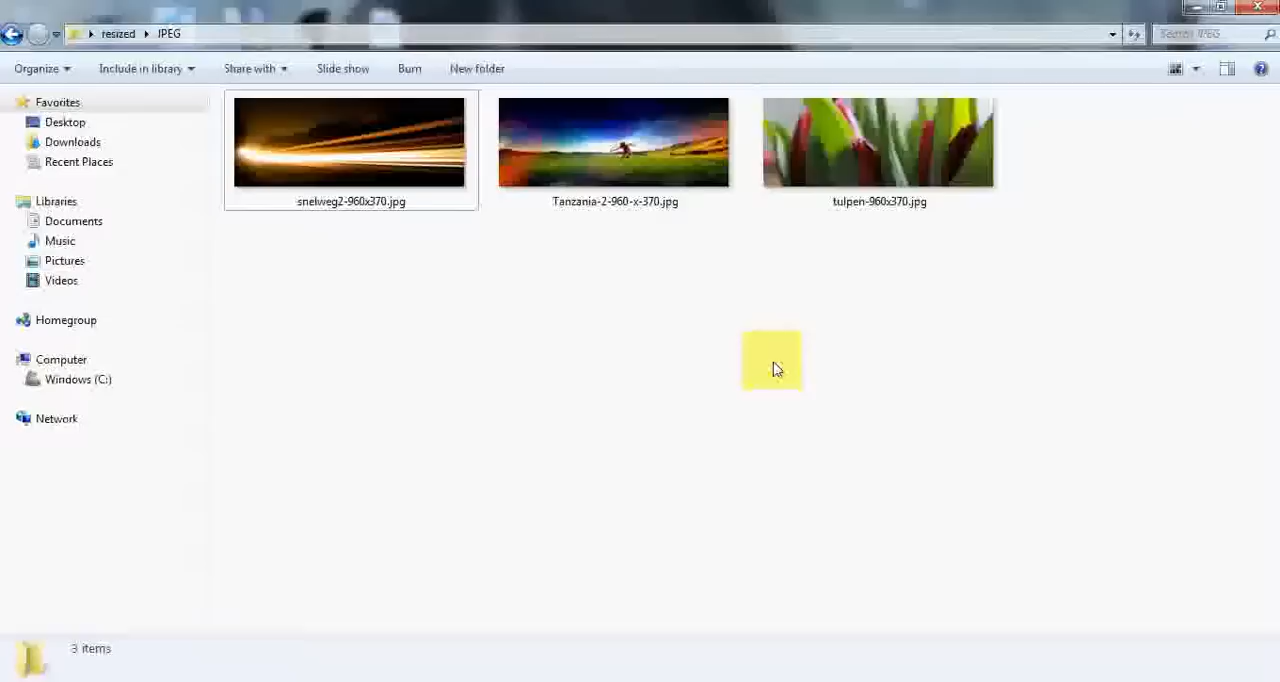 resized JPEG
Search JPEG
Organize Include in library Share with Slide show Burn New folder
Favorites
Desktop
Downloads
Recent Places
Libraries
Documents
Music
Pictures
Videos
Homegroup
Computer
Windows (C:)
Network
snelweg2-960x370.jpg Tanzania-2-960-x-370.jpg tulpen-960x370.jpg
3 items